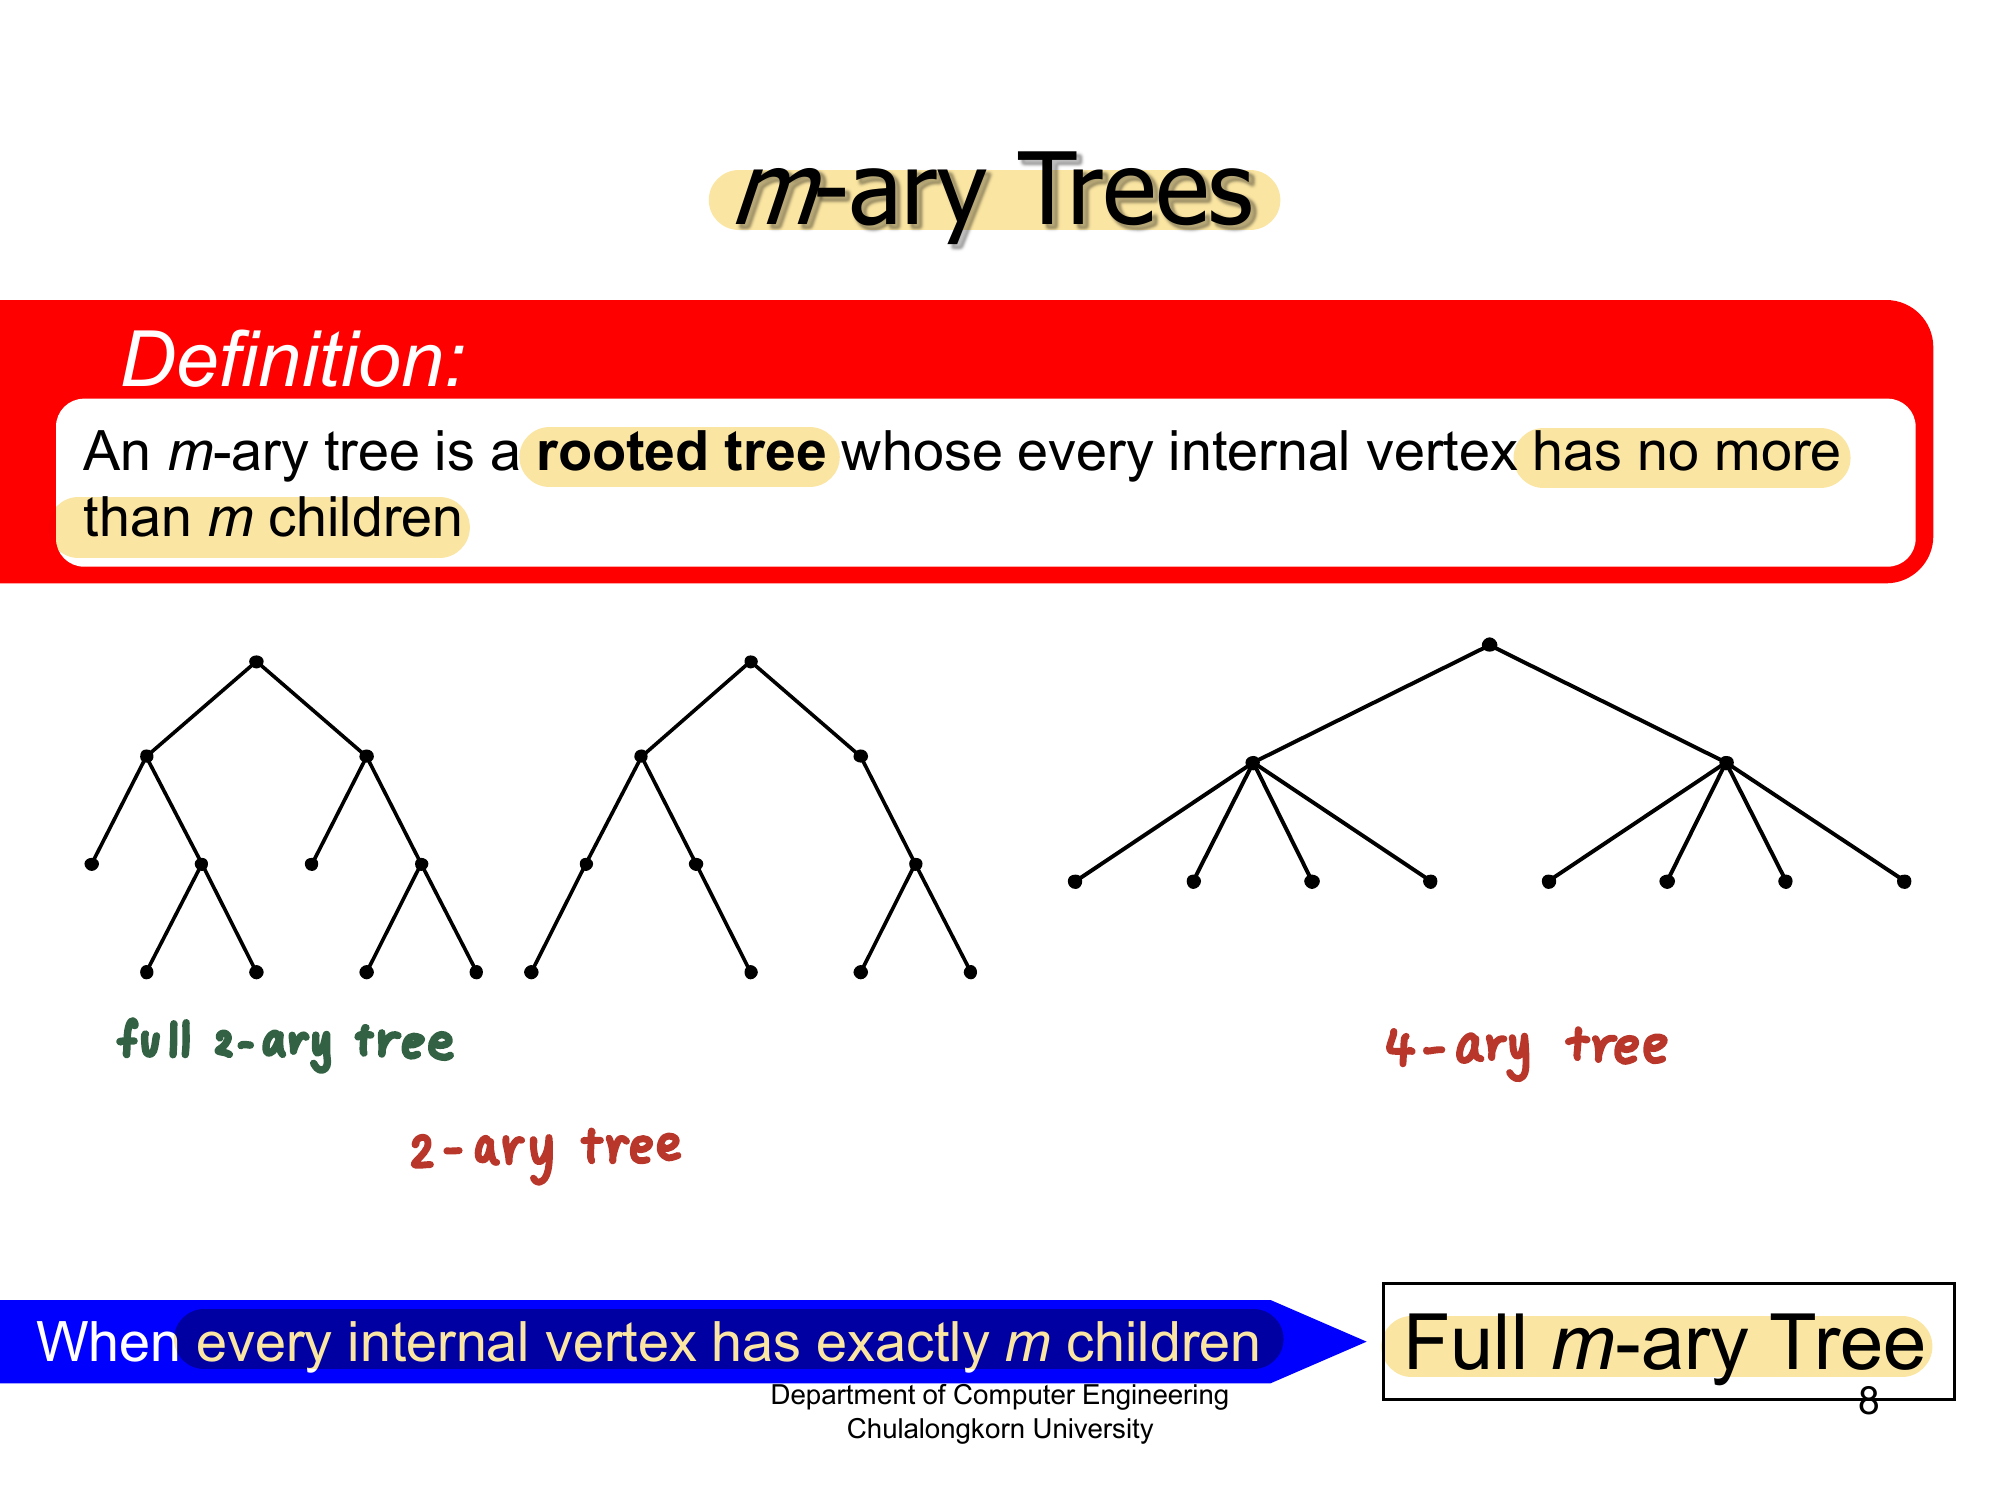 m-ary Trees
Definition:
An m-ary tree is a rooted tree whose every internal vertex has no more
than m children
full 2-ary tree
4-ary tree
2-ary tree
When every internal vertex has exactly m children
Full m-ary Tree
Department of Computer Engineering
Chulalongkorn University
8